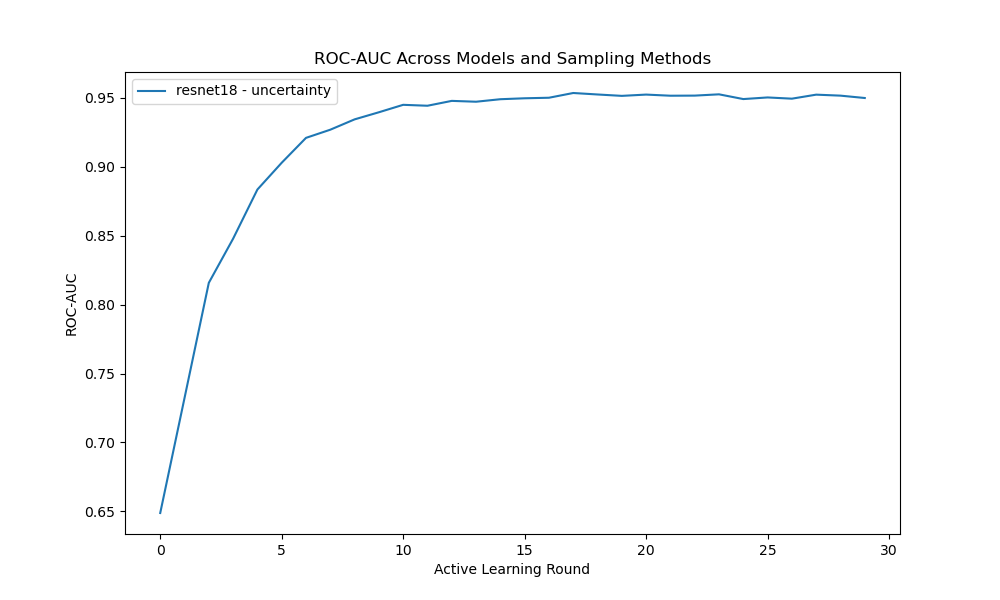 ROC-AUC Across Models and Sampling Methods
resnet18 - uncertainty
0.95
0.90
0.85
0.80
0.75
0.70
0.65
ROC-AUC
0 5 10 15 20 25 30
Active Learning Round